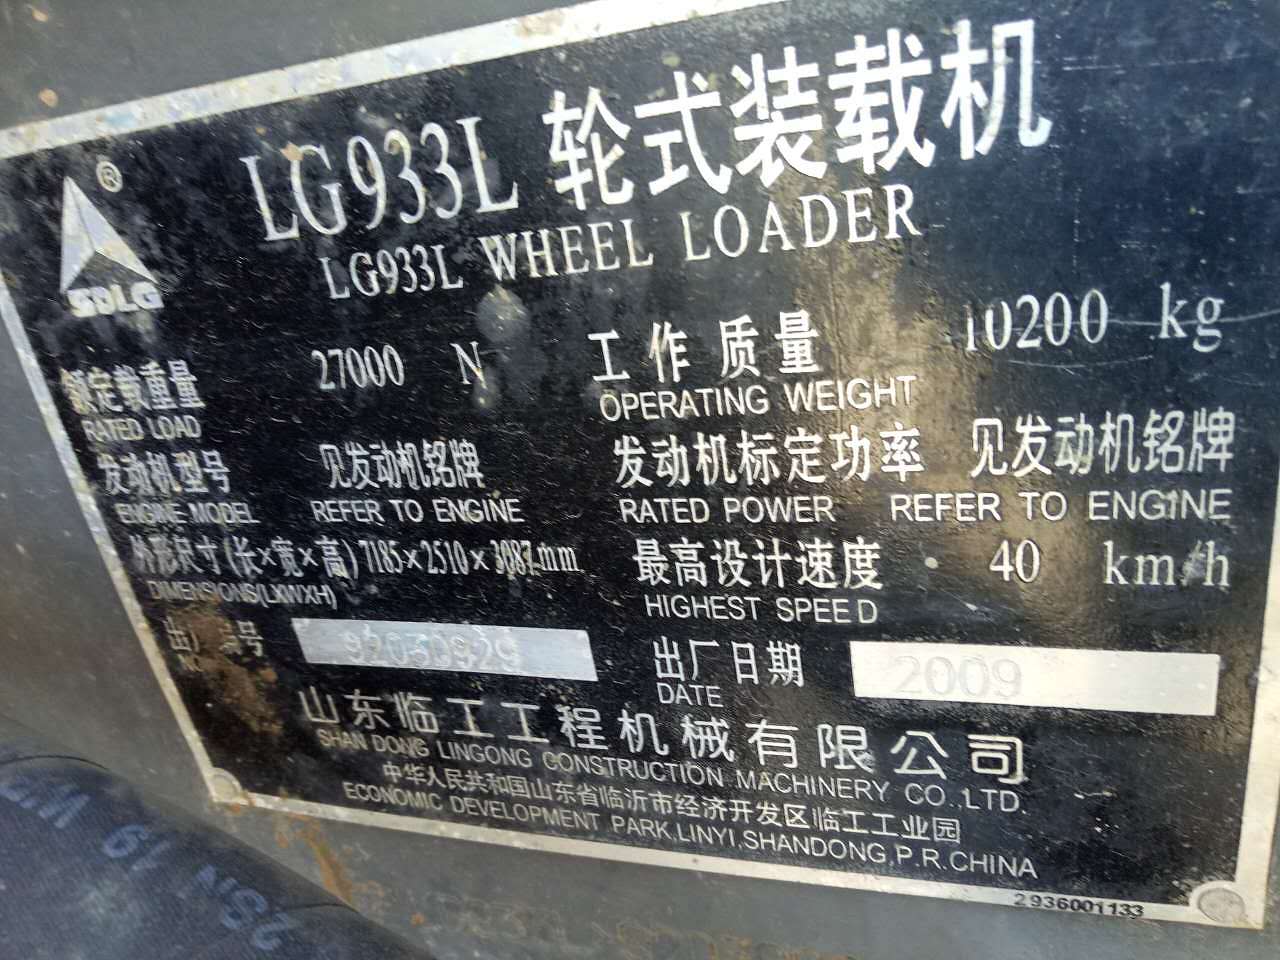 ®
SDLG
LG933L 轮式装载机
LG933L WHEEL LOADER
额定载重量 27000 N 工作质量 10200 kg
RATED LOAD OPERATING WEIGHT
发动机型号 见发动机铭牌 发动机标定功率 见发动机铭牌
ENGINE MODEL REFER TO ENGINE RATED POWER REFER TO ENGINE
外形尺寸(长×宽×高) 7185×2510×3087 mm 最高设计速度 40 km/h
DIMENSIONS(LXWXH) HIGHEST SPEED
出厂 号 92030929 出厂日期 2009
NO DATE
山东临工工程机械有限公司
SHAN DONG LINGONG CONSTRUCTION MACHINERY CO.,LTD.
中华人民共和国山东省临沂市经济开发区临工工业园
ECONOMIC DEVELOPMENT PARK,LINYI,SHANDONG,P.R.CHINA
2936001133
2SN 19 W